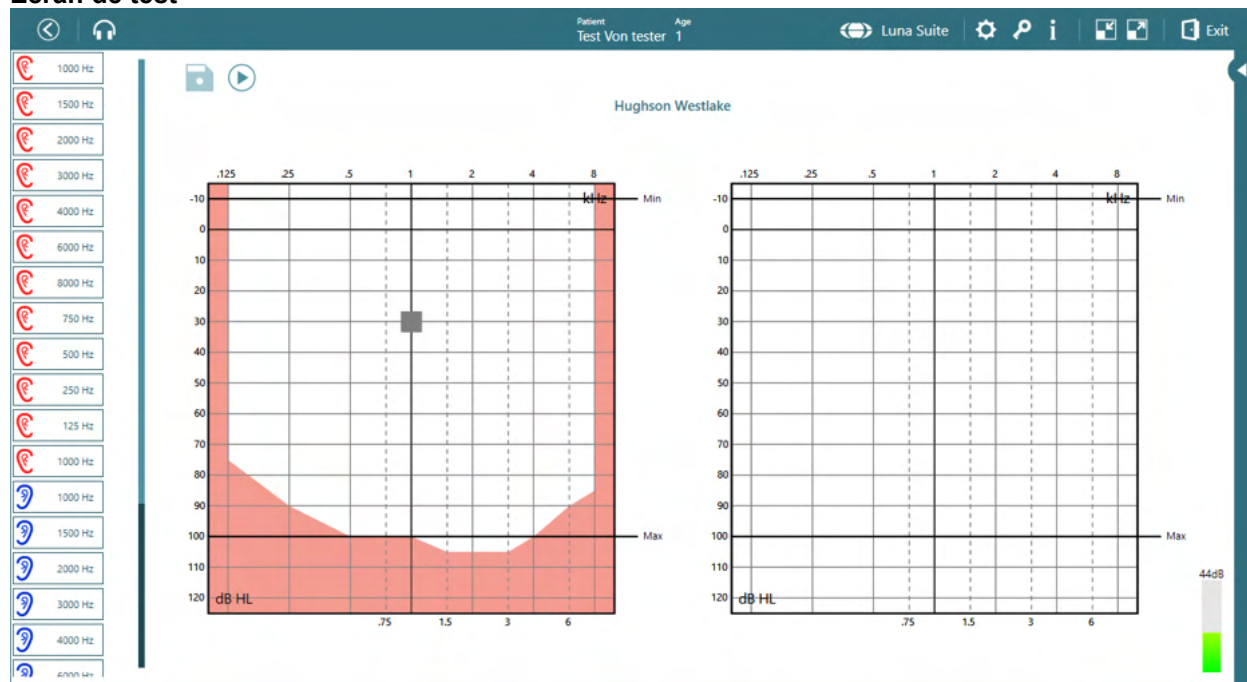 Ecran de test
Patient Age
Test Von tester 1
Luna Suite
Exit
1000 Hz
1500 Hz
2000 Hz
3000 Hz
4000 Hz
6000 Hz
8000 Hz
750 Hz
500 Hz
250 Hz
125 Hz
1000 Hz
1000 Hz
1500 Hz
2000 Hz
3000 Hz
4000 Hz
6000 Hz
Hughson Westlake
.125 .25 .5 1 2 4 8
kHz
-10 Min
0
10
20
30
40
50
60
70
80
90
100 Max
110
120 dB HL
.75 1.5 3 6
.125 .25 .5 1 2 4 8
kHz
-10 Min
0
10
20
30
40
50
60
70
80
90
100 Max
110
120 dB HL
.75 1.5 3 6
44dB